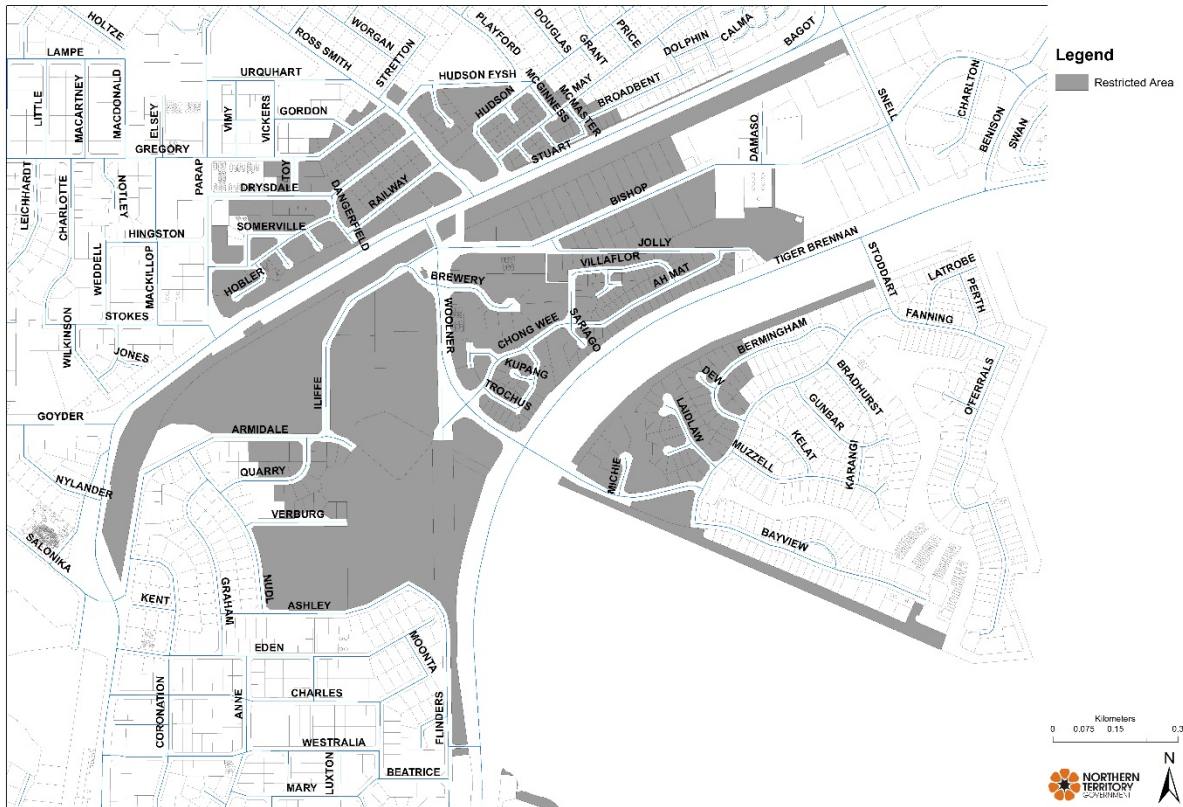 HOLTZE
LAMPE
LITTLE
MACARTNEY
MACDONALD
ELSEY
GREGORY
PARAP
URQUHART
VIMY
VICKERS
GORDON
ROSS SMITH
WORGAN
STRETTON
PLAYFORD
DOUGLAS
GRANT
PRICE
DOLPHIN
CALMA
BAGOT
HUDSON FYSH
HUDSON
MCGINNESS
MAY
MCMASTER
BROADBENT
STUART
SNELL
CHARLTON
BENISON
SWAN
LEICHHARDT
CHARLOTTE
NOTLEY
HINGSTON
WEDDELL
MACKILLOP
STOKES
WILKINSON
JONES
GOYDER
TOY
DRYSDALE
DANGERFIELD
RAILWAY
SOMERVILLE
HOBLER
DAMASO
BISHOP
JOLLY
VILLAFLOR
AH MAT
TIGER BRENNAN
BREWERY
WOOLNER
CHONG WEE
SARIAGO
KUPANG
TROCHUS
STODDART
LATROBE
PERTH
FANNING
BERMINGHAM
DEW
BRADHURST
GUNBAR
O'FERRALS
LAIDLAW
KELAT
MUZZELL
KARANGI
MICHIE
BAYVIEW
ILIFFE
ARMIDALE
QUARRY
VERBURG
NYLANDER
SALONIKA
KENT
GRAHAM
NUDL
ASHLEY
EDEN
MOONTA
CORONATION
ANNE
CHARLES
FLINDERS
WESTRALIA
LUXTON
MARY
BEATRICE
Legend
Restricted Area
Kilometers
0 0.075 0.15 0.3
N
NORTHERN
TERRITORY
GOVERNMENT